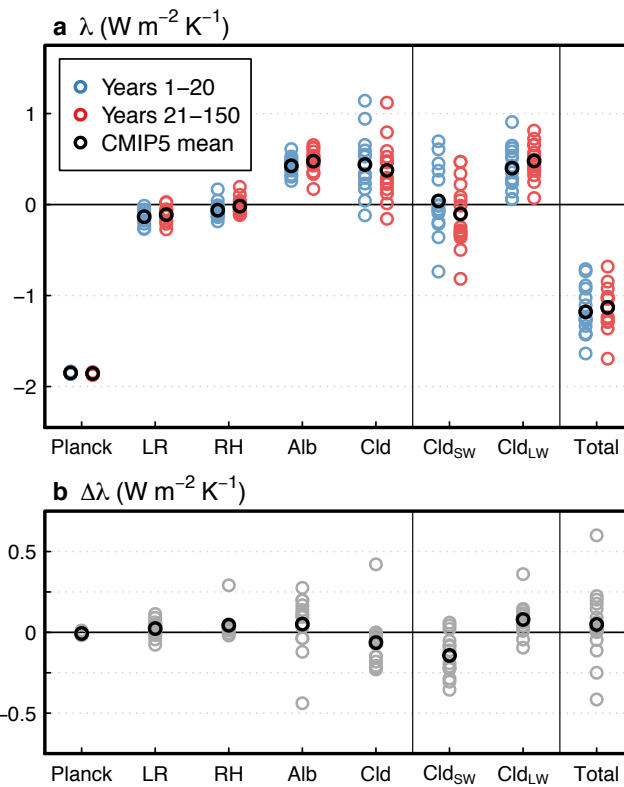 a λ (W m⁻² K⁻¹)
Years 1−20
Years 21−150
CMIP5 mean
1
0
−1
−2
Planck LR RH Alb Cld Cld_SW Cld_LW Total
b Δλ (W m⁻² K⁻¹)
0.5
0
−0.5
Planck LR RH Alb Cld Cld_SW Cld_LW Total